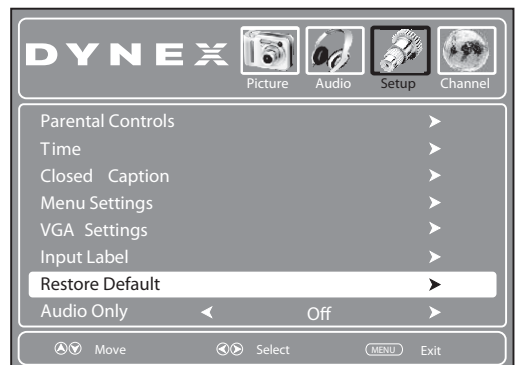 DYNEX
Picture Audio Setup Channel
Parental Controls
Time
Closed Caption
Menu Settings
VGA Settings
Input Label
Restore Default
Audio Only Off
Move Select MENU Exit